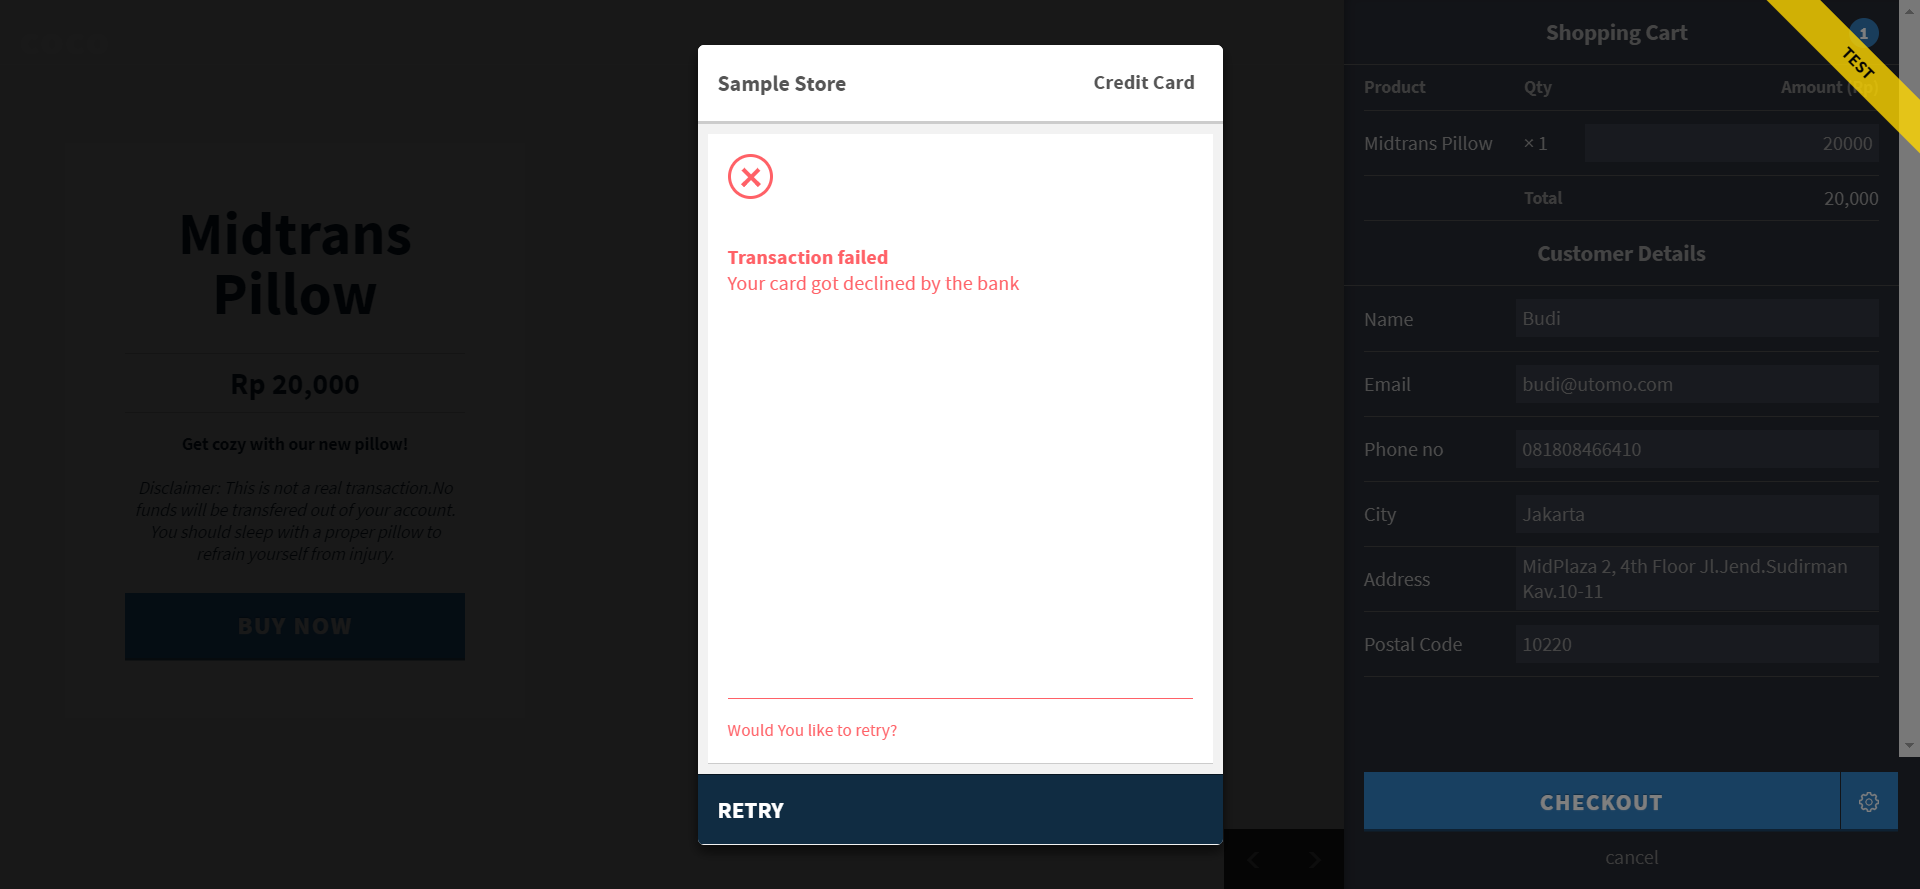 Midtrans
Pillow
Rp 20,000
Get cozy with our new pillow!
Disclaimer: This is not a real transaction.No
funds will be transfered out of your account.
You should sleep with a proper pillow to
refrain yourself from injury.
BUY NOW
Sample Store
Credit Card
Transaction failed
Your card got declined by the bank
Would You like to retry?
RETRY
Shopping Cart
1
TEST
Product Qty Amount (Rp)
Midtrans Pillow × 1 20000
Total 20,000
Customer Details
Name Budi
Email budi@utomo.com
Phone no 081808466410
City Jakarta
Address MidPlaza 2, 4th Floor Jl.Jend.Sudirman
Kav.10-11
Postal Code 10220
CHECKOUT
cancel